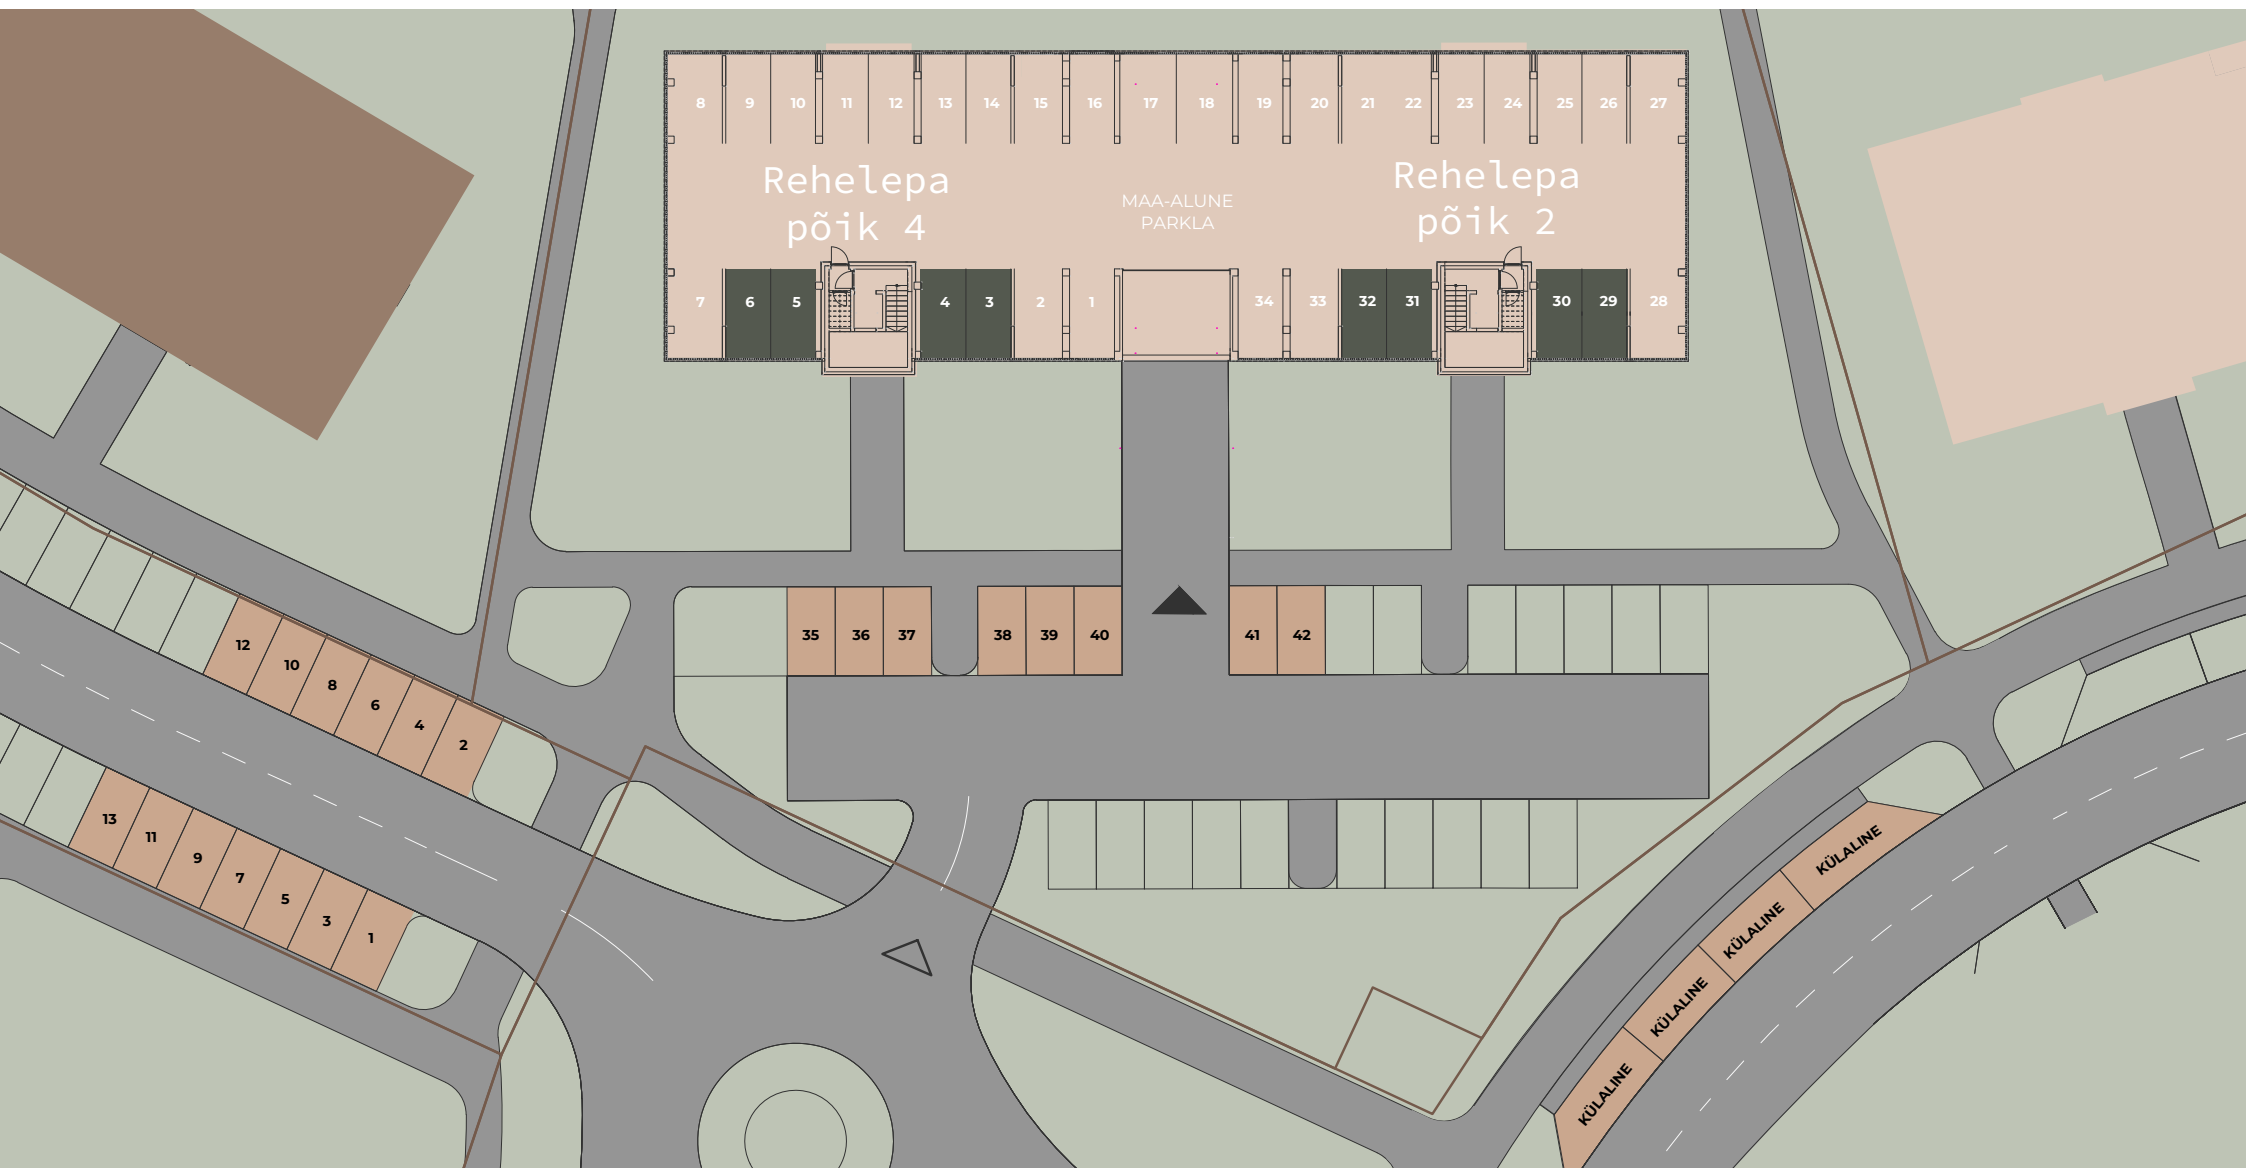 8 9 10 11 12 13 14 15 16 17 18 19 20 21 22 23 24 25 26 27
Rehelepa
põik 4
MAA-ALUNE
PARKLA
Rehelepa
põik 2
7 6 5 4 3 2 1 34 33 32 31 30 29 28
35 36 37 38 39 40 41 42
12 10 8 6 4 2
13 11 9 7 5 3 1
KÜLALINE
KÜLALINE
KÜLALINE
KÜLALINE